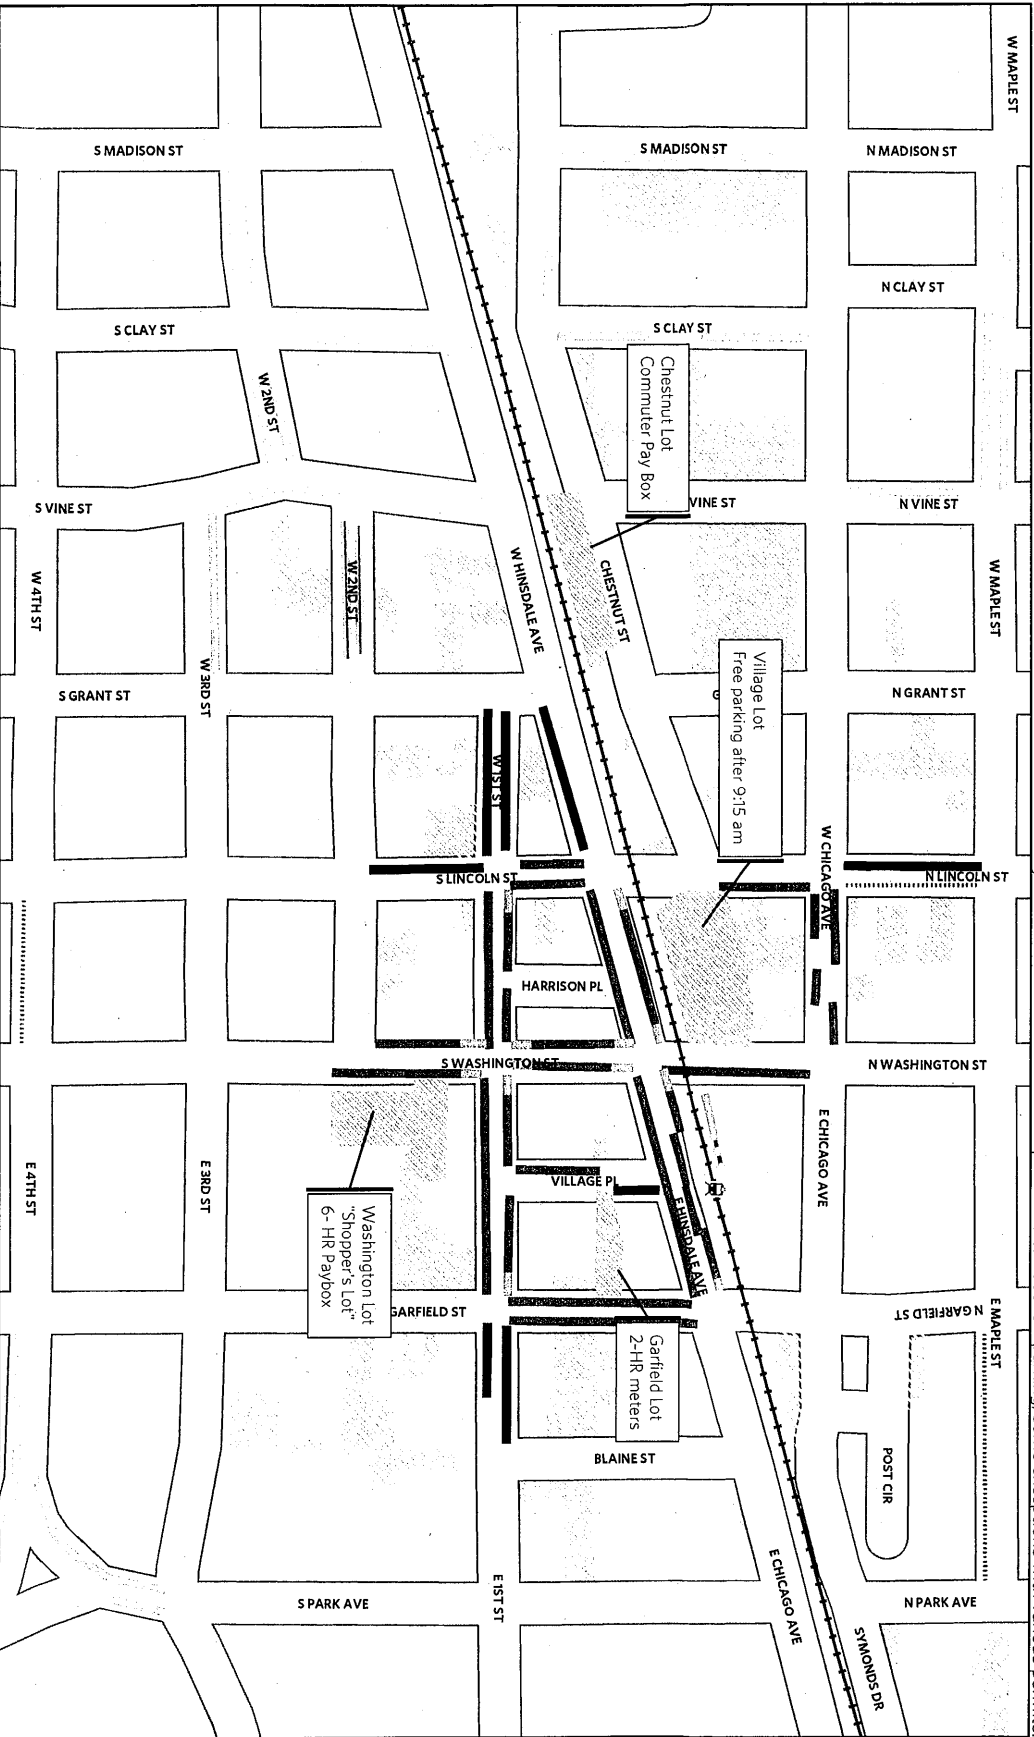 W MAPLE ST
S MADISON ST
S MADISON ST
N MADISON ST
N CLAY ST
S CLAY ST
S CLAY ST
W 2ND ST
Chestnut Lot
Commuter Pay Box
S VINE ST
VINE ST
N VINE ST
W 4TH ST
W 2ND ST
W HINSDALE AVE
CHESTNUT ST
W MAPLE ST
W 3RD ST
S GRANT ST
N GRANT ST
Village Lot
Free parking after 9:15 am
W 1ST ST
W CHICAGO AVE
S LINCOLN ST
N LINCOLN ST
HARRISON PL
S WASHINGTON ST
N WASHINGTON ST
E 4TH ST
E 3RD ST
E CHICAGO AVE
VILLAGE PL
E HINSDALE AVE
Washington Lot
"Shopper's Lot"
6- HR Paybox
GARFIELD ST
N GARFIELD ST
E MAPLE ST
Garfield Lot
2-HR meters
BLAINE ST
POST CIR
E 1ST ST
S PARK AVE
E CHICAGO AVE
N PARK AVE
SYMONDS DR